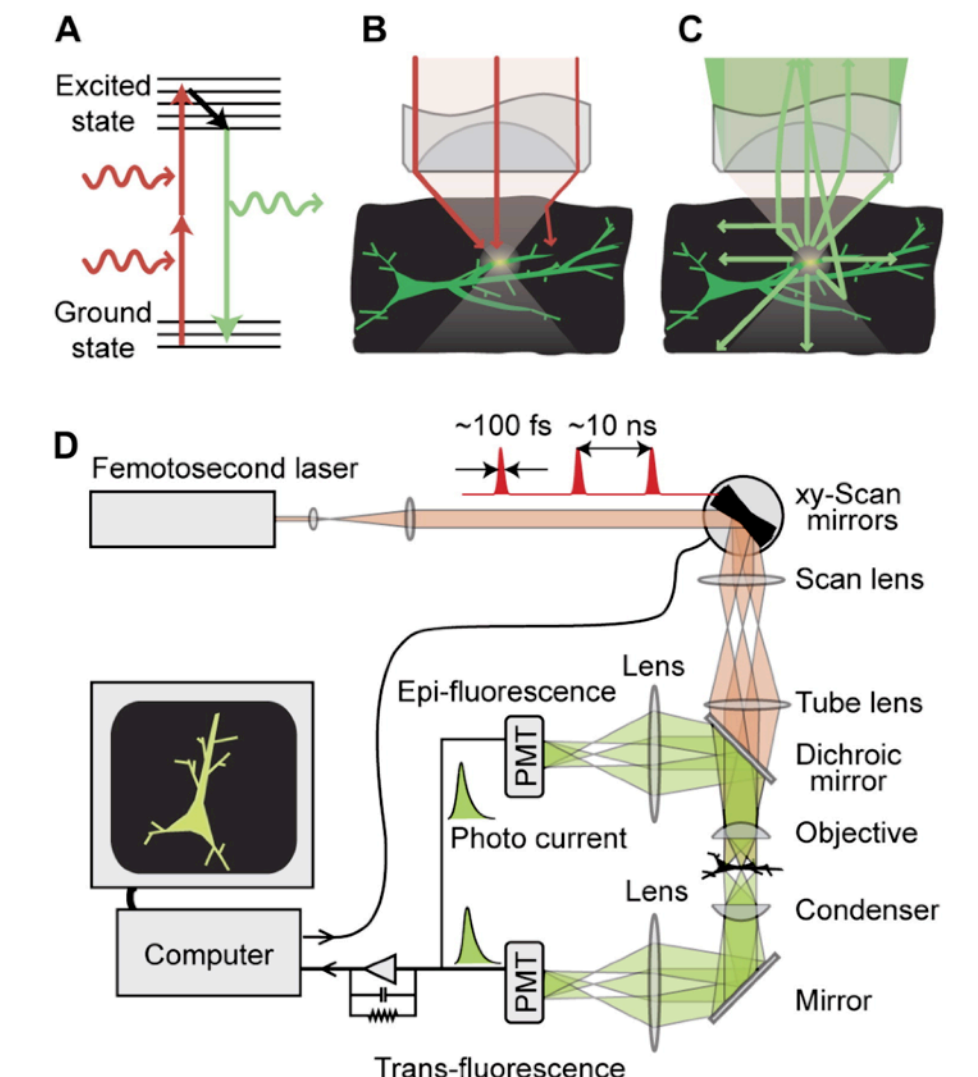 A
B
C
Excited
state
Ground
state
D
~100 fs
~10 ns
Femotosecond laser
xy-Scan
mirrors
Scan lens
Lens
Epi-fluorescence
Tube lens
PMT
Dichroic
mirror
Photo current
Objective
Lens
Condenser
Computer
PMT
Mirror
Trans-fluorescence